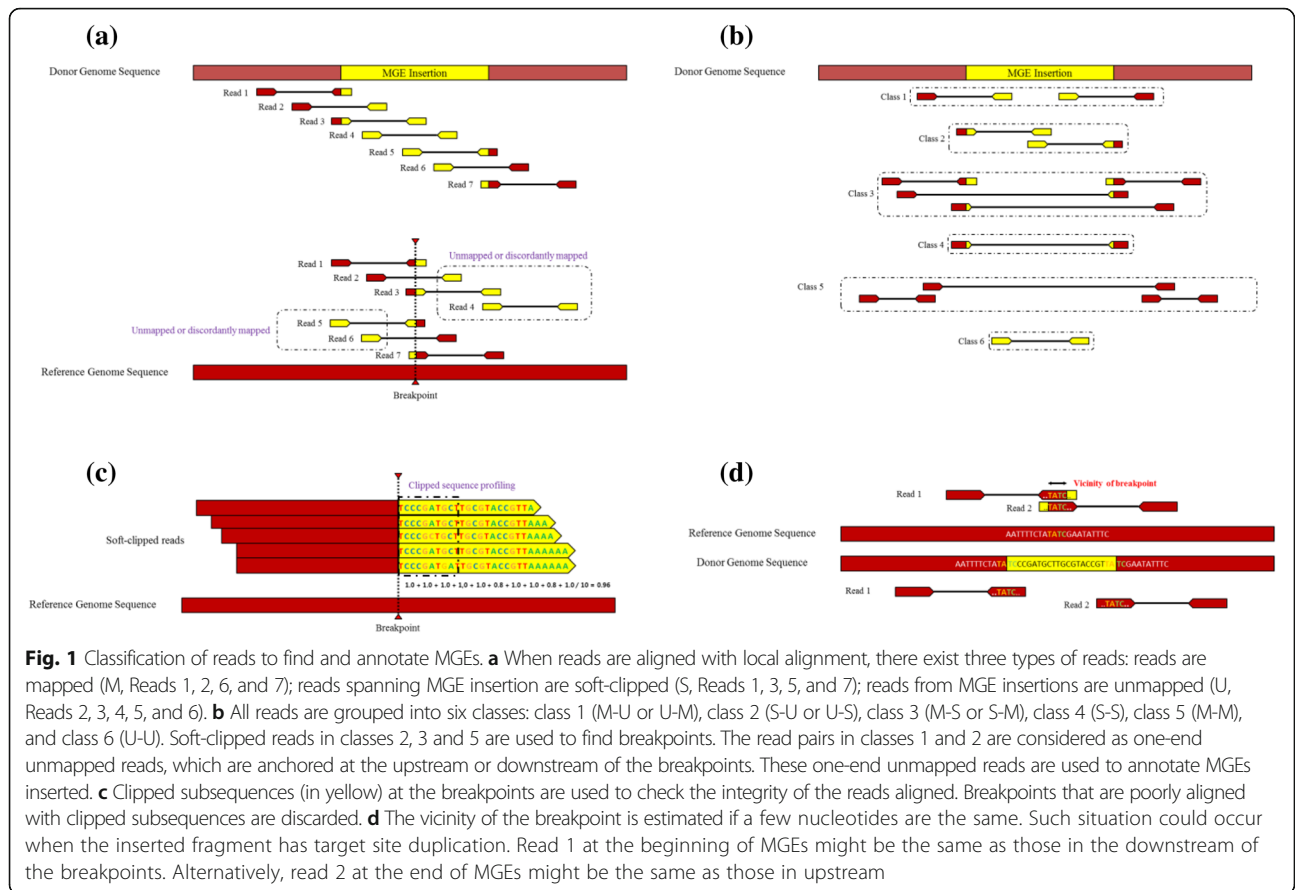 (a)
Donor Genome Sequence
MGE Insertion
Read 1
Read 2
Read 3
Read 4
Read 5
Read 6
Read 7
Unmapped or discordantly mapped
Read 1
Read 2
Read 3
Read 4
Unmapped or discordantly mapped
Read 5
Read 6
Read 7
Reference Genome Sequence
Breakpoint
(b)
Donor Genome Sequence
MGE Insertion
Class 1
Class 2
Class 3
Class 4
Class 5
Class 6
(c)
Clipped sequence profiling
TCCCGATGCTTGCGTACCGTTA
TCCCGATGCTTGCGTACCGTTAAA
TCCCGCTGCTTGCGTACCGTTAAAA
TCCCGATGCTTGCGTACCGTTAAAAAA
TCCCGATGATTGCGTACCGTTAAAAAA
Soft-clipped reads
1.0 + 1.0 + 1.0 + 1.0 + 1.0 + 0.8 + 1.0 + 1.0 + 0.8 + 1.0 / 10 = 0.96
Reference Genome Sequence
Breakpoint
(d)
Vicinity of breakpoint
Read 1
..TATC
Read 2
TATC..
Reference Genome Sequence
AATTTTCTATATCGAATATTTC
Donor Genome Sequence
AATTTTCTATATCCCGATGCTTGCGTACCGTTATCGAATATTTC
Read 1
..TATC..
Read 2
..TATC..
Fig. 1 Classification of reads to find and annotate MGEs. a When reads are aligned with local alignment, there exist three types of reads: reads are
mapped (M, Reads 1, 2, 6, and 7); reads spanning MGE insertion are soft-clipped (S, Reads 1, 3, 5, and 7); reads from MGE insertions are unmapped (U,
Reads 2, 3, 4, 5, and 6). b All reads are grouped into six classes: class 1 (M-U or U-M), class 2 (S-U or U-S), class 3 (M-S or S-M), class 4 (S-S), class 5 (M-M),
and class 6 (U-U). Soft-clipped reads in classes 2, 3 and 5 are used to find breakpoints. The read pairs in classes 1 and 2 are considered as one-end
unmapped reads, which are anchored at the upstream or downstream of the breakpoints. These one-end unmapped reads are used to annotate MGEs
inserted. c Clipped subsequences (in yellow) at the breakpoints are used to check the integrity of the reads aligned. Breakpoints that are poorly aligned
with clipped subsequences are discarded. d The vicinity of the breakpoint is estimated if a few nucleotides are the same. Such situation could occur
when the inserted fragment has target site duplication. Read 1 at the beginning of MGEs might be the same as those in the downstream of
the breakpoints. Alternatively, read 2 at the end of MGEs might be the same as those in upstream